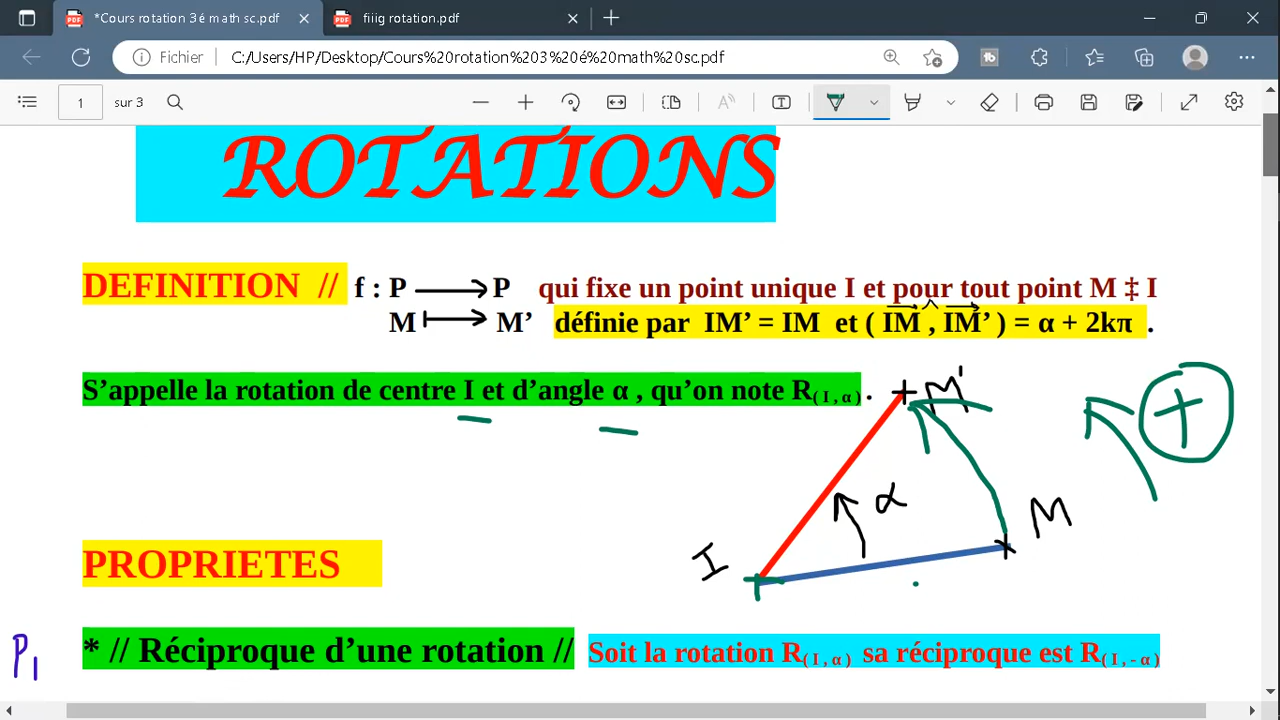 *Cours rotation 3é math sc.pdf
fiiig rotation.pdf
Fichier
C:/Users/HP/Desktop/Cours%20rotation%203%20é%20math%20sc.pdf
1 sur 3
ROTATIONS
DEFINITION // f : P P qui fixe un point unique I et pour tout point M ‡ I
M M’ définie par IM’ = IM et ( IM , IM’ ) = α + 2kπ .
S’appelle la rotation de centre I et d’angle α , qu’on note R( I , α ) .
M'
+
α
M
I
PROPRIETES
P1
* // Réciproque d’une rotation // Soit la rotation R( I , α ) sa réciproque est R( I , - α )